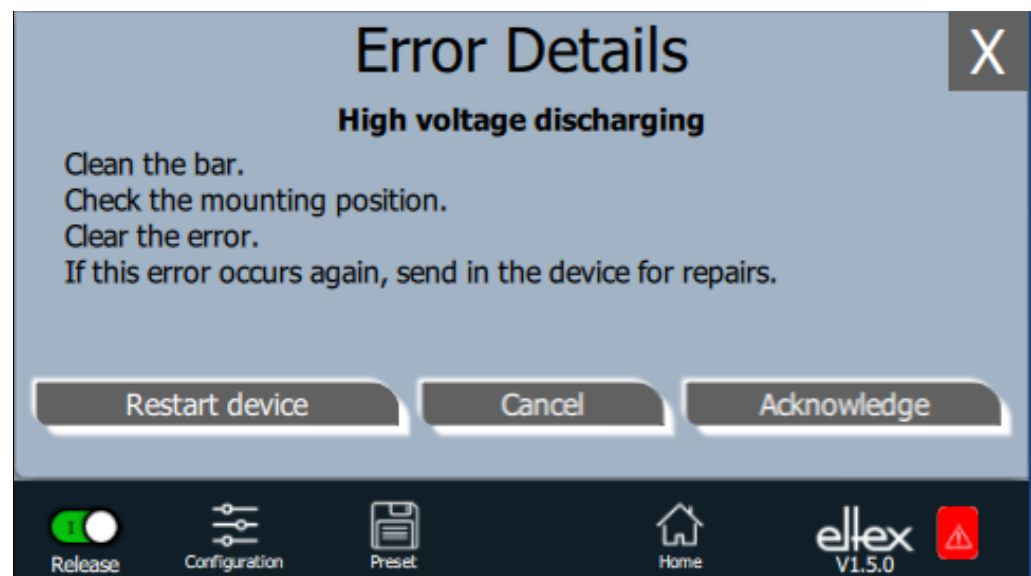 Error Details
X
High voltage discharging
Clean the bar.
Check the mounting position.
Clear the error.
If this error occurs again, send in the device for repairs.
Restart device
Cancel
Acknowledge
I
Release
Configuration
Preset
Home
eltex
V1.5.0